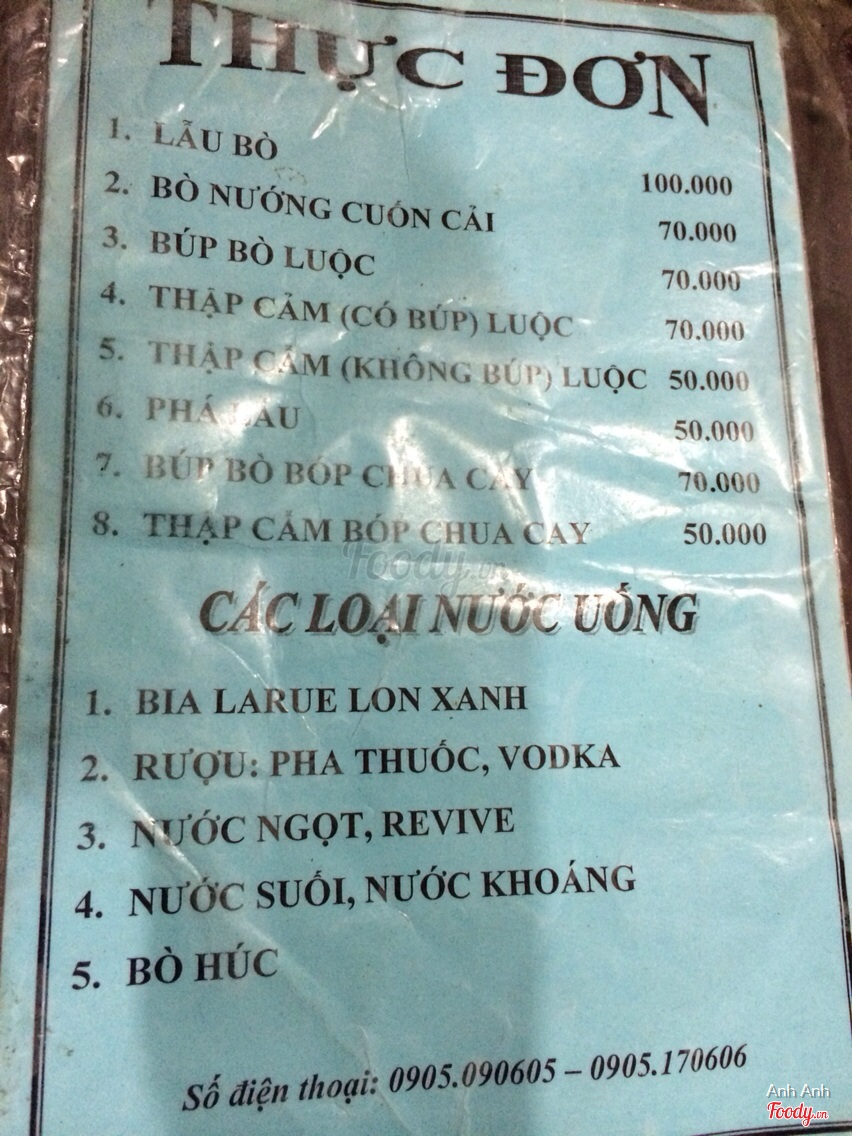 THỰC ĐƠN
1. LẨU BÒ 100.000
2. BÒ NƯỚNG CUỐN CẢI 70.000
3. BÚP BÒ LUỘC 70.000
4. THẬP CẨM (CÓ BÚP) LUỘC 70.000
5. THẬP CẨM (KHÔNG BÚP) LUỘC 50.000
6. PHÁ LẤU 50.000
7. BÚP BÒ BÓP CHUA CAY 70.000
8. THẬP CẨM BÓP CHUA CAY 50.000
Foody.vn
CÁC LOẠI NƯỚC UỐNG
1. BIA LARUE LON XANH
2. RƯỢU: PHA THUỐC, VODKA
3. NƯỚC NGỌT, REVIVE
4. NƯỚC SUỐI, NƯỚC KHOÁNG
5. BÒ HÚC
Số điện thoại: 0905.090605 – 0905.170606
Anh Anh
Foody.vn